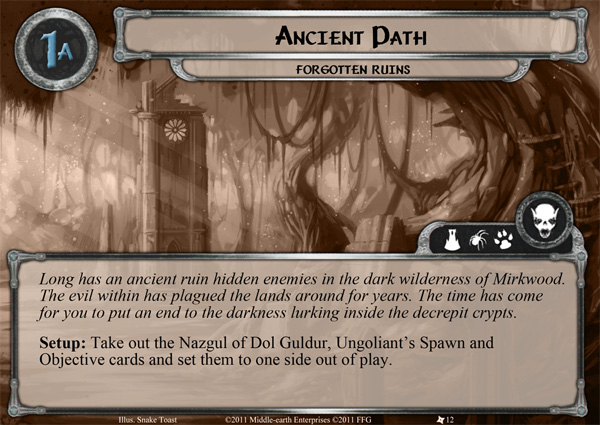 1A
ANCIENT PATH
FORGOTTEN RUINS
Long has an ancient ruin hidden enemies in the dark wilderness of Mirkwood.
The evil within has plagued the lands around for years. The time has come
for you to put an end to the darkness lurking inside the decrepit crypts.
Setup: Take out the Nazgul of Dol Guldur, Ungoliant's Spawn and
Objective cards and set them to one side out of play.
Illus. Snake Toast ©2011 Middle-earth Enterprises ©2011 FFG 12